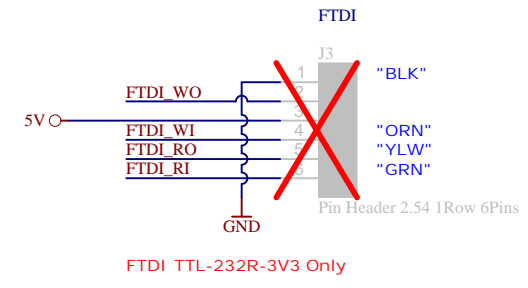 FTDI
J3
1
"BLK"
FTDI_WO
2
5V
3
FTDI_WI
4
"ORN"
FTDI_RO
5
"YLW"
FTDI_RI
6
"GRN"
Pin Header 2.54 1Row 6Pins
GND
FTDI TTL-232R-3V3 Only